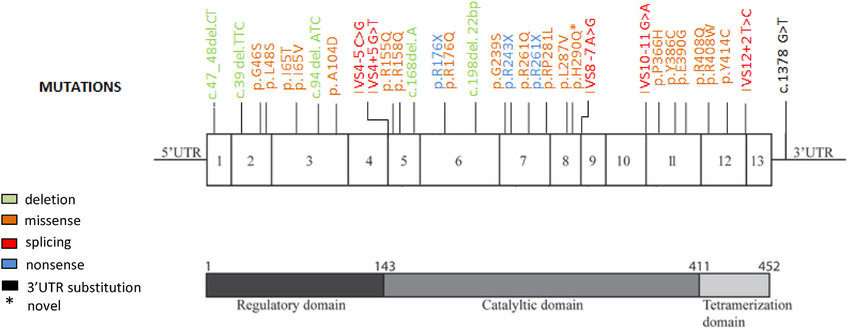 c.47_48del.CT
c.39 del.TTC
p.G46S
p.L48S
p.I65T
p.I65V
c.94 del. ATC
p. A104D
IVS4-5 C>G
IVS4+5 G>T
p. R155Q
p. R158Q
c.168del. A
p.R176X
p.R176Q
c.198del. 22bp
p.G239S
p.R243X
p.R261Q
p.R261X
p.RP281L
p.L287V
p.H290Q*
IVS8-7 A>G
IVS10-11 G>A
p.P366H
p.Y386C
p.E390G
p.R408Q
p.R408W
p.Y414C
IVS12+2 T>C
c.1378 G>T
MUTATIONS
5'UTR 1 2 3 4 5 6 7 8 9 10 11 12 13 3'UTR
deletion
missense
splicing
nonsense
3'UTR substitution
* novel
1 143 411 452
Regulatory domain Catalyltic domain Tetramerization
domain